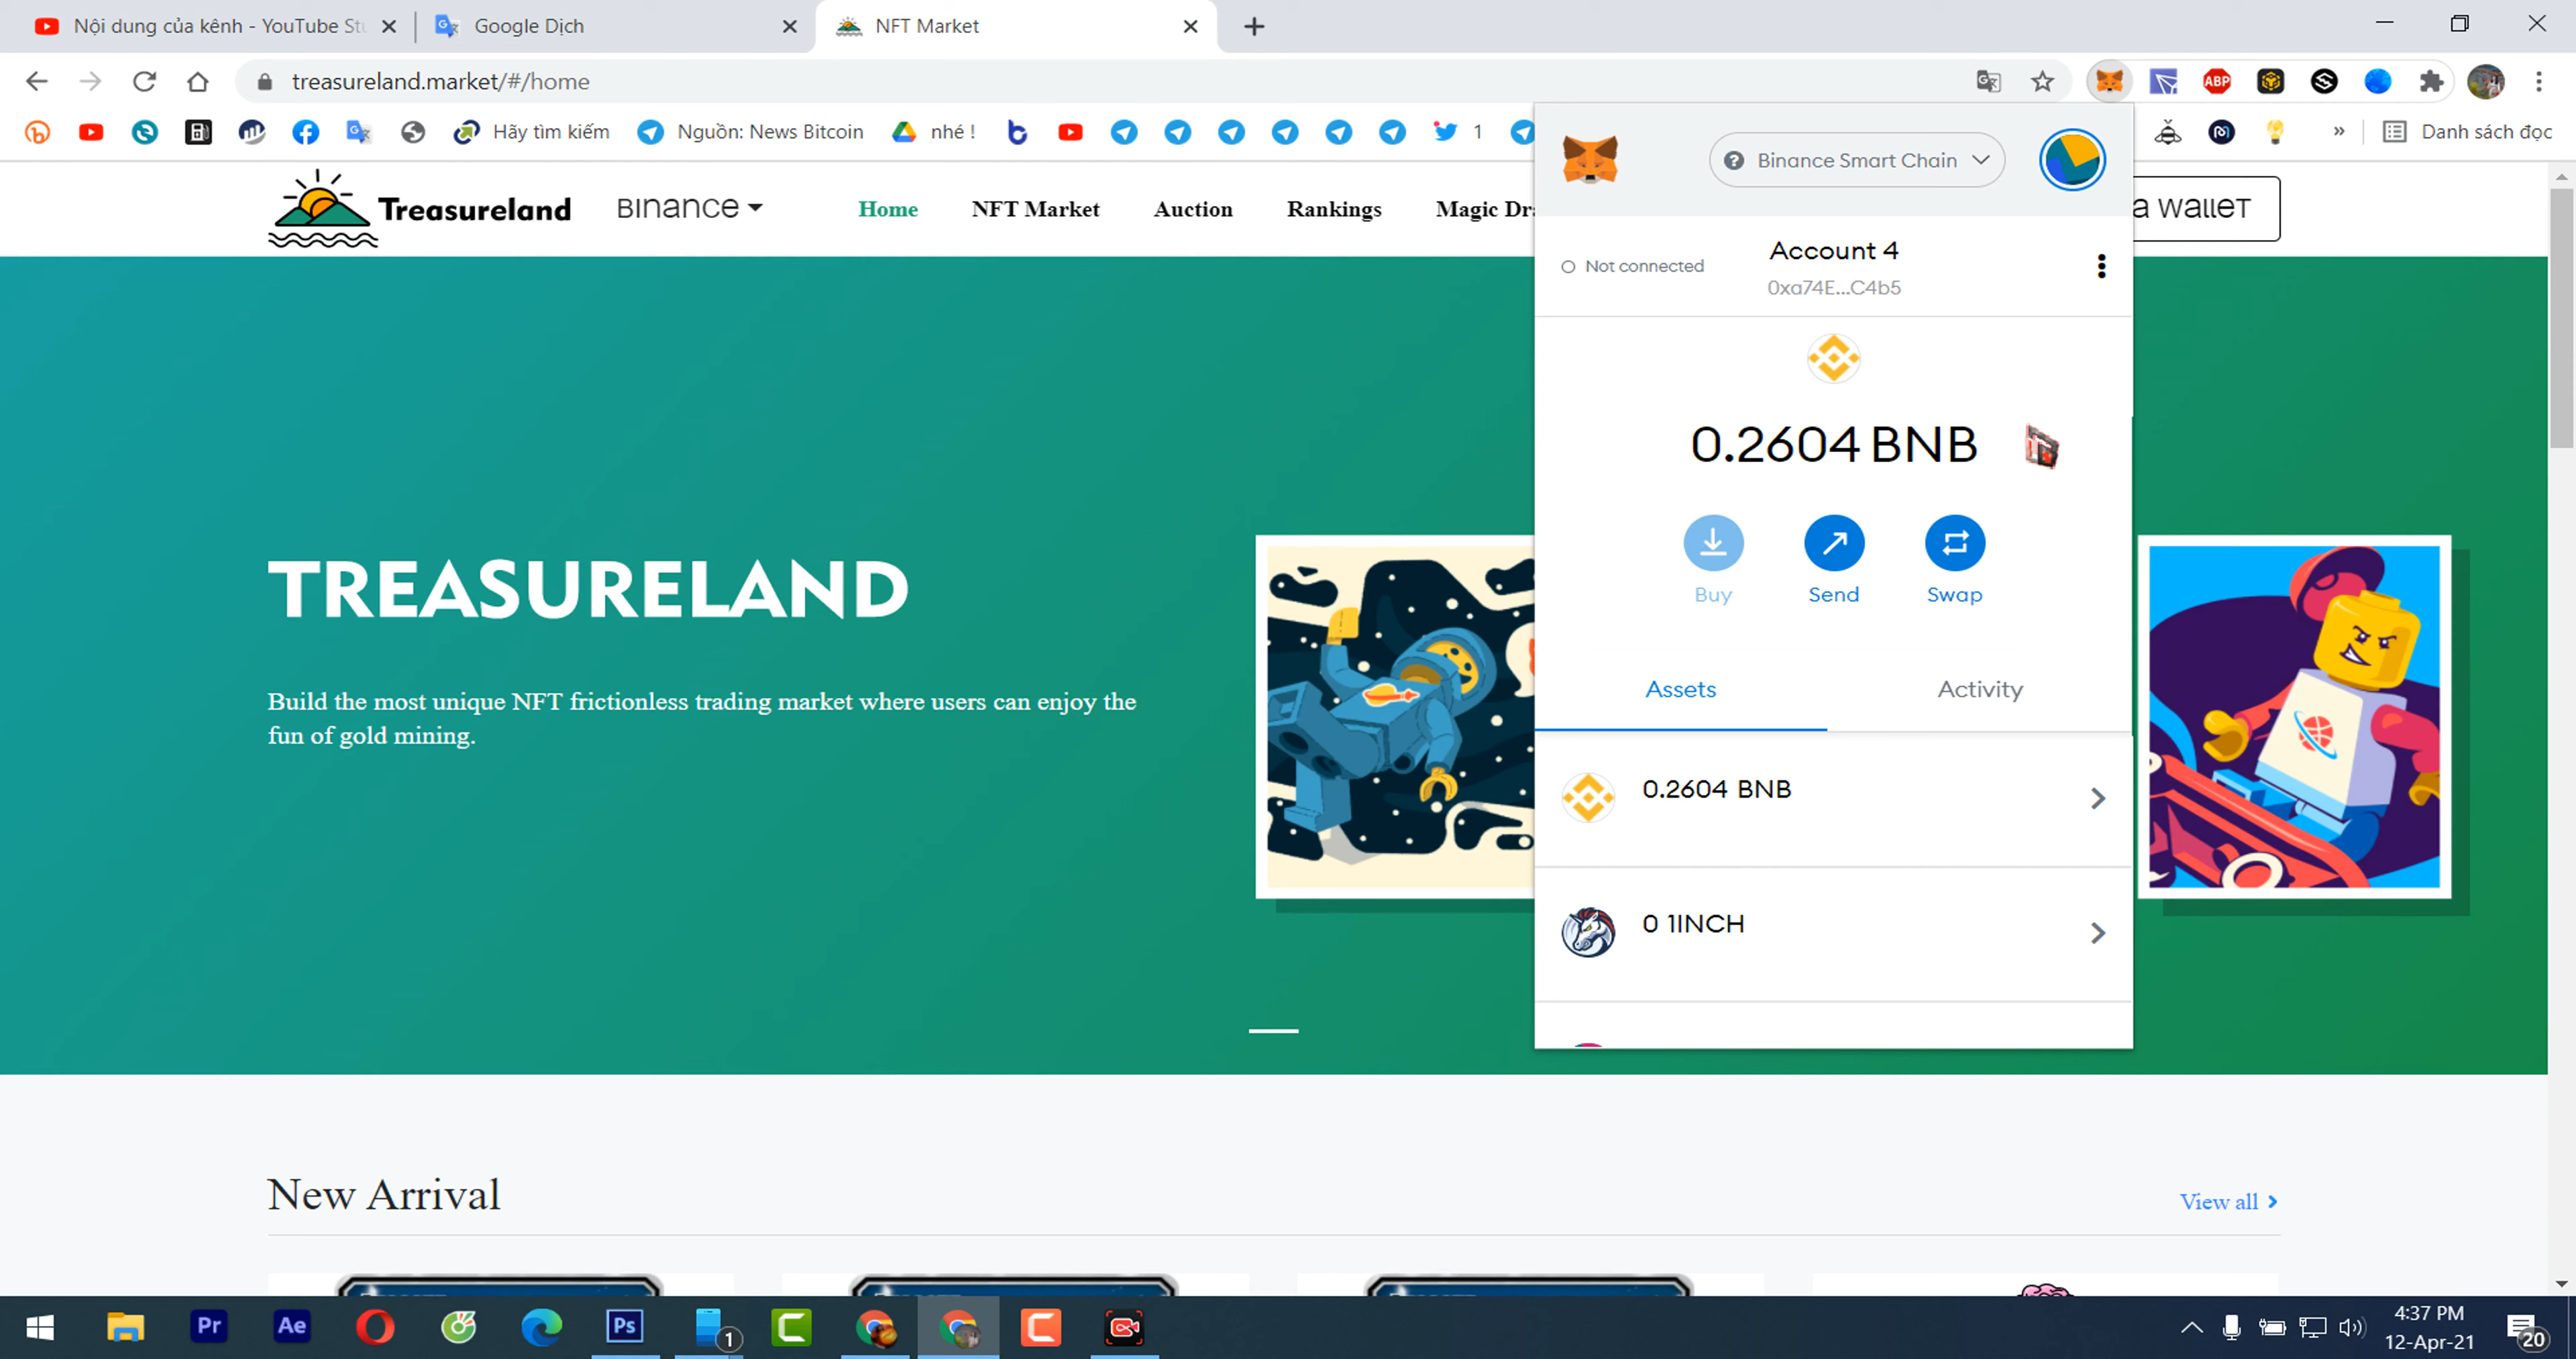 Nội dung của kênh - YouTube Stu
Google Dịch
NFT Market
treasureland.market/#/home
ABP
Hãy tìm kiếm
Nguồn: News Bitcoin
nhé !
1
Danh sách đọc
Treasureland
BINANCE
Home
NFT Market
Auction
Rankings
Magic Dra
a WALLET
Binance Smart Chain
Not connected
Account 4
0xa74E...C4b5
0.2604 BNB
Buy
Send
Swap
Assets
Activity
0.2604 BNB
0 1INCH
TREASURELAND
Build the most unique NFT frictionless trading market where users can enjoy the
fun of gold mining.
New Arrival
View all
Pr
Ae
Ps
1
4:37 PM
12-Apr-21
20